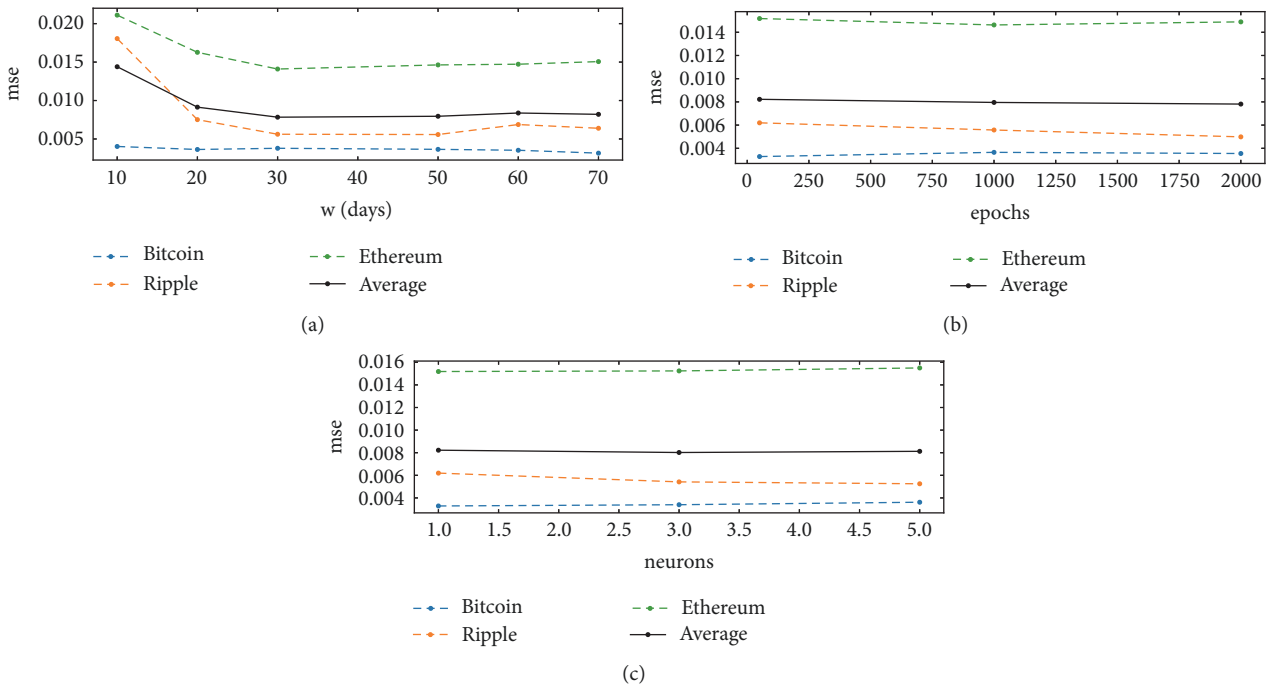 0.020
0.015
0.010
0.005
mse
10 20 30 40 50 60 70
w (days)
Bitcoin Ethereum
Ripple Average
(a)
0.014
0.012
0.010
0.008
0.006
0.004
mse
0 250 500 750 1000 1250 1500 1750 2000
epochs
Bitcoin Ethereum
Ripple Average
(b)
0.016
0.014
0.012
0.010
0.008
0.006
0.004
mse
1.0 1.5 2.0 2.5 3.0 3.5 4.0 4.5 5.0
neurons
Bitcoin Ethereum
Ripple Average
(c)